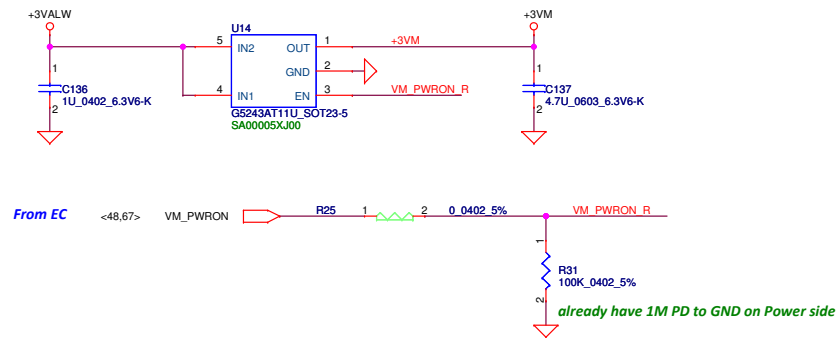 +3VALW
+3VM
U14
5 IN2 OUT 1 +3VM
1 GND 2 1
C136 C137
1U_0402_6.3V6-K 4 IN1 EN 3 VM_PWRON_R 4.7U_0603_6.3V6-K
2 G5243AT11U_SOT23-5 2
SA00005XJ00
From EC <48,67> VM_PWRON R25 1 2 0_0402_5% VM_PWRON_R
1
R31
100K_0402_5%
2
already have 1M PD to GND on Power side